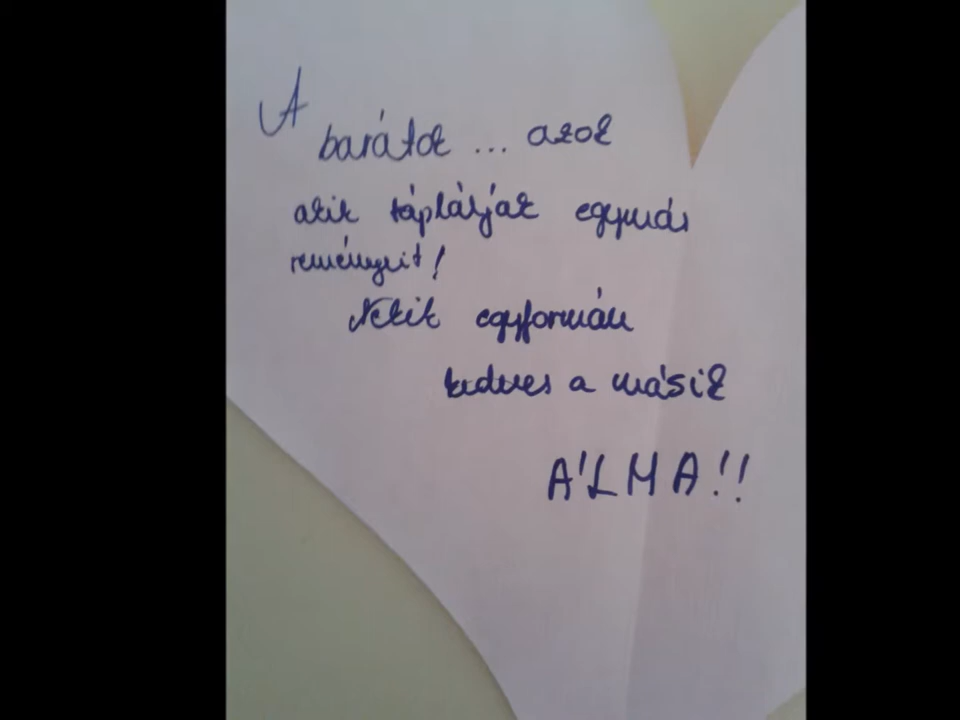 A
barátok ... azok
akik táplálják egymás
reményeit!
Nekik egyformán
kedves a másik
ÁLMA!!